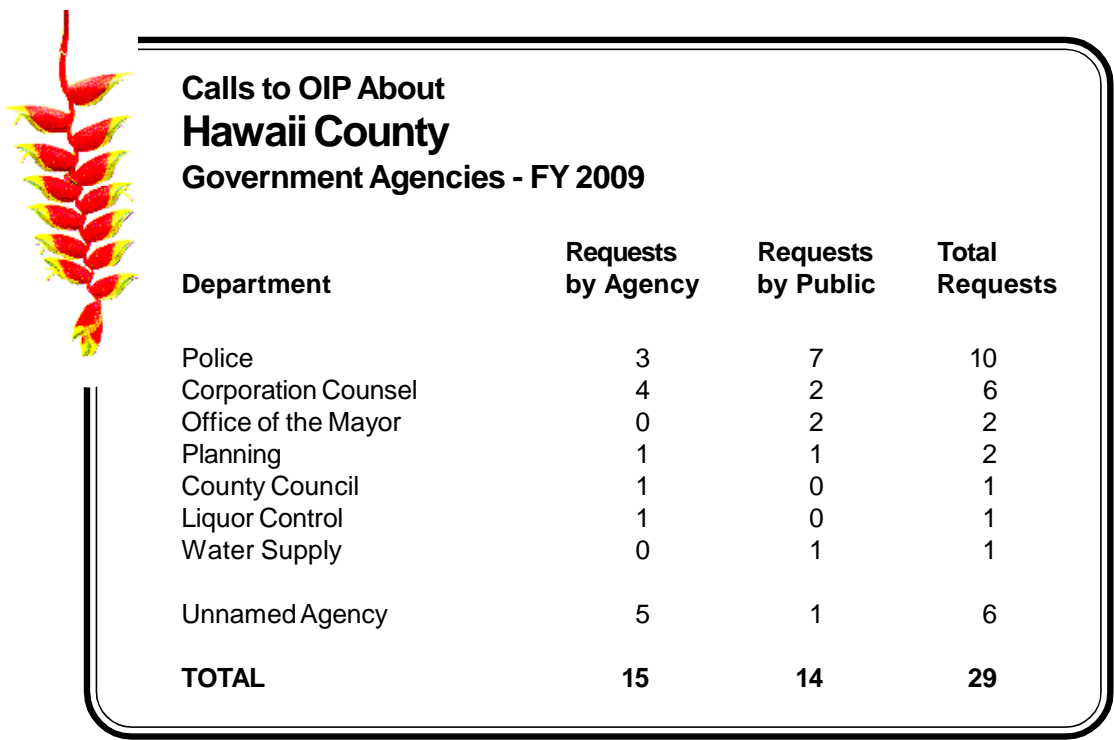 Calls to OIP About
Hawaii County
Government Agencies - FY 2009
Requests Requests Total
Department by Agency by Public Requests
Police 3 7 10
Corporation Counsel 4 2 6
Office of the Mayor 0 2 2
Planning 1 1 2
County Council 1 0 1
Liquor Control 1 0 1
Water Supply 0 1 1
Unnamed Agency 5 1 6
TOTAL 15 14 29